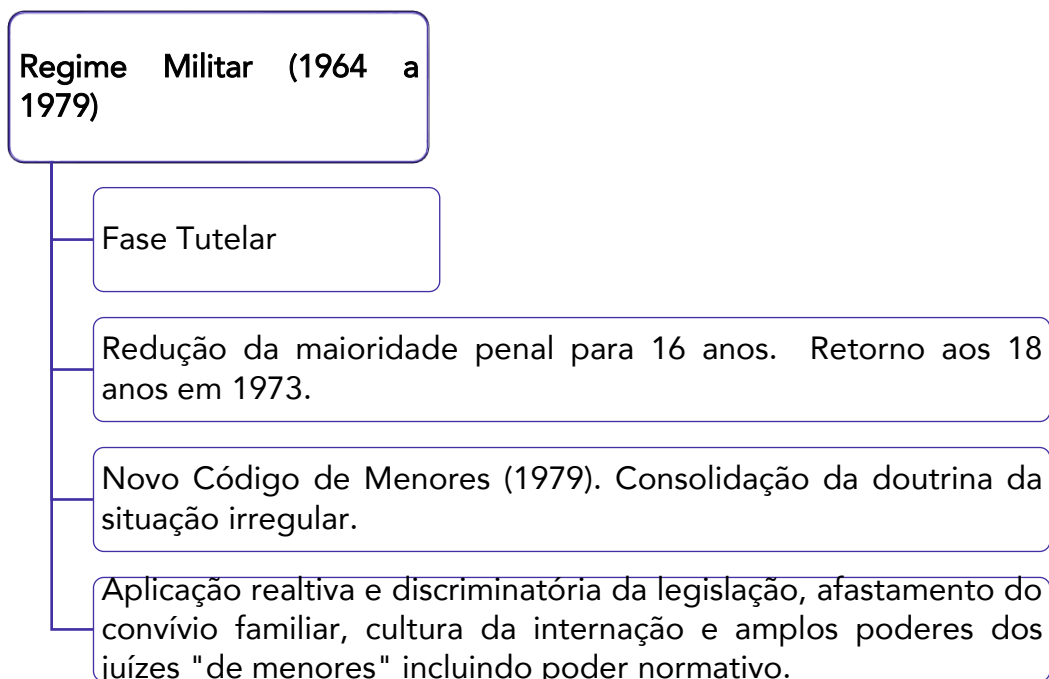 Regime Militar (1964 a
1979)
Fase Tutelar
Redução da maioridade penal para 16 anos. Retorno aos 18
anos em 1973.
Novo Código de Menores (1979). Consolidação da doutrina da
situação irregular.
Aplicação realtiva e discriminatória da legislação, afastamento do
convívio familiar, cultura da internação e amplos poderes dos
juízes "de menores" incluindo poder normativo.